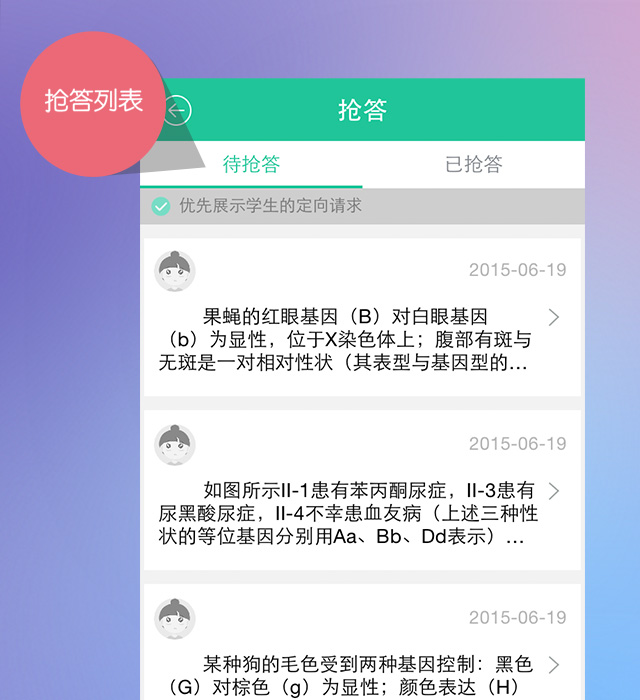 抢答列表
抢答
待抢答
已抢答
优先展示学生的定向请求
2015-06-19
果蝇的红眼基因（B）对白眼基因
（b）为显性，位于X染色体上；腹部有斑与
无斑是一对相对性状（其表型与基因型的...
2015-06-19
如图所示II-1患有苯丙酮尿症，II-3患有
尿黑酸尿症，II-4不幸患血友病（上述三种性
状的等位基因分别用Aa、Bb、Dd表示）...
2015-06-19
某种狗的毛色受到两种基因控制：黑色
（G）对棕色（g）为显性；颜色表达（H）